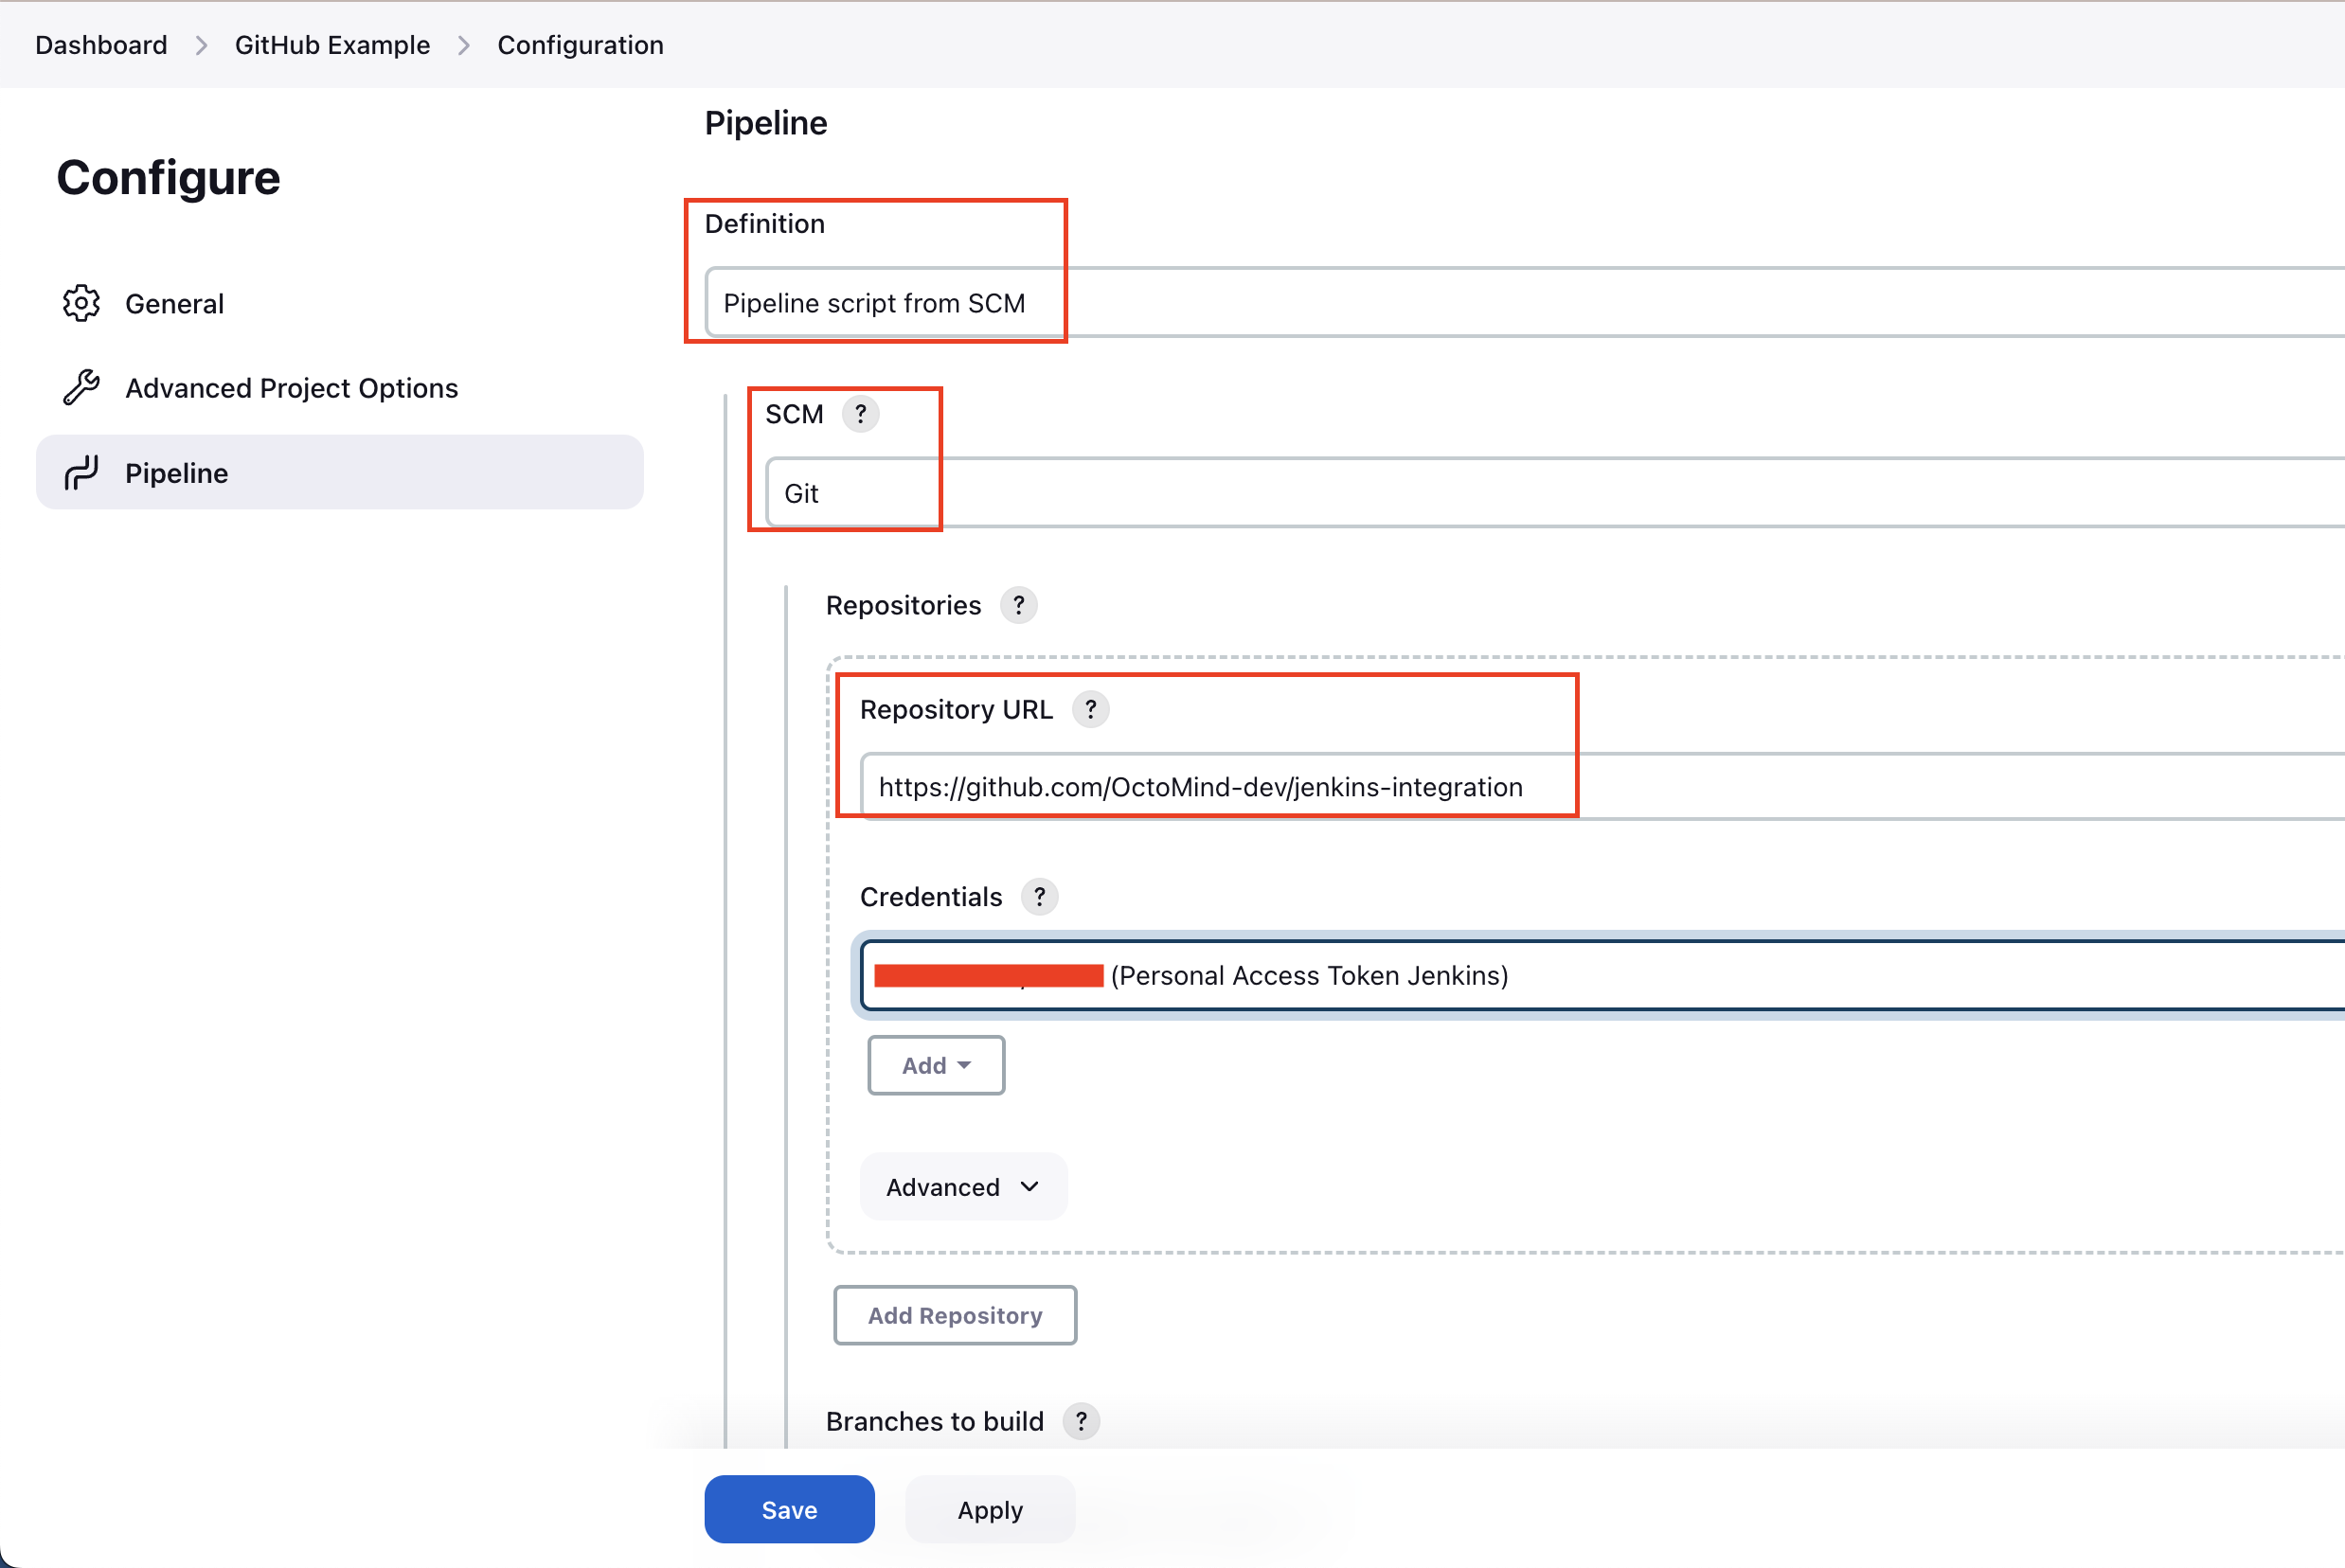 Dashboard > GitHub Example > Configuration
Configure
General
Advanced Project Options
Pipeline
Pipeline
Definition
Pipeline script from SCM
SCM ?
Git
Repositories ?
Repository URL ?
https://github.com/OctoMind-dev/jenkins-integration
Credentials ?
(Personal Access Token Jenkins)
Add
Advanced
Add Repository
Branches to build ?
Save
Apply